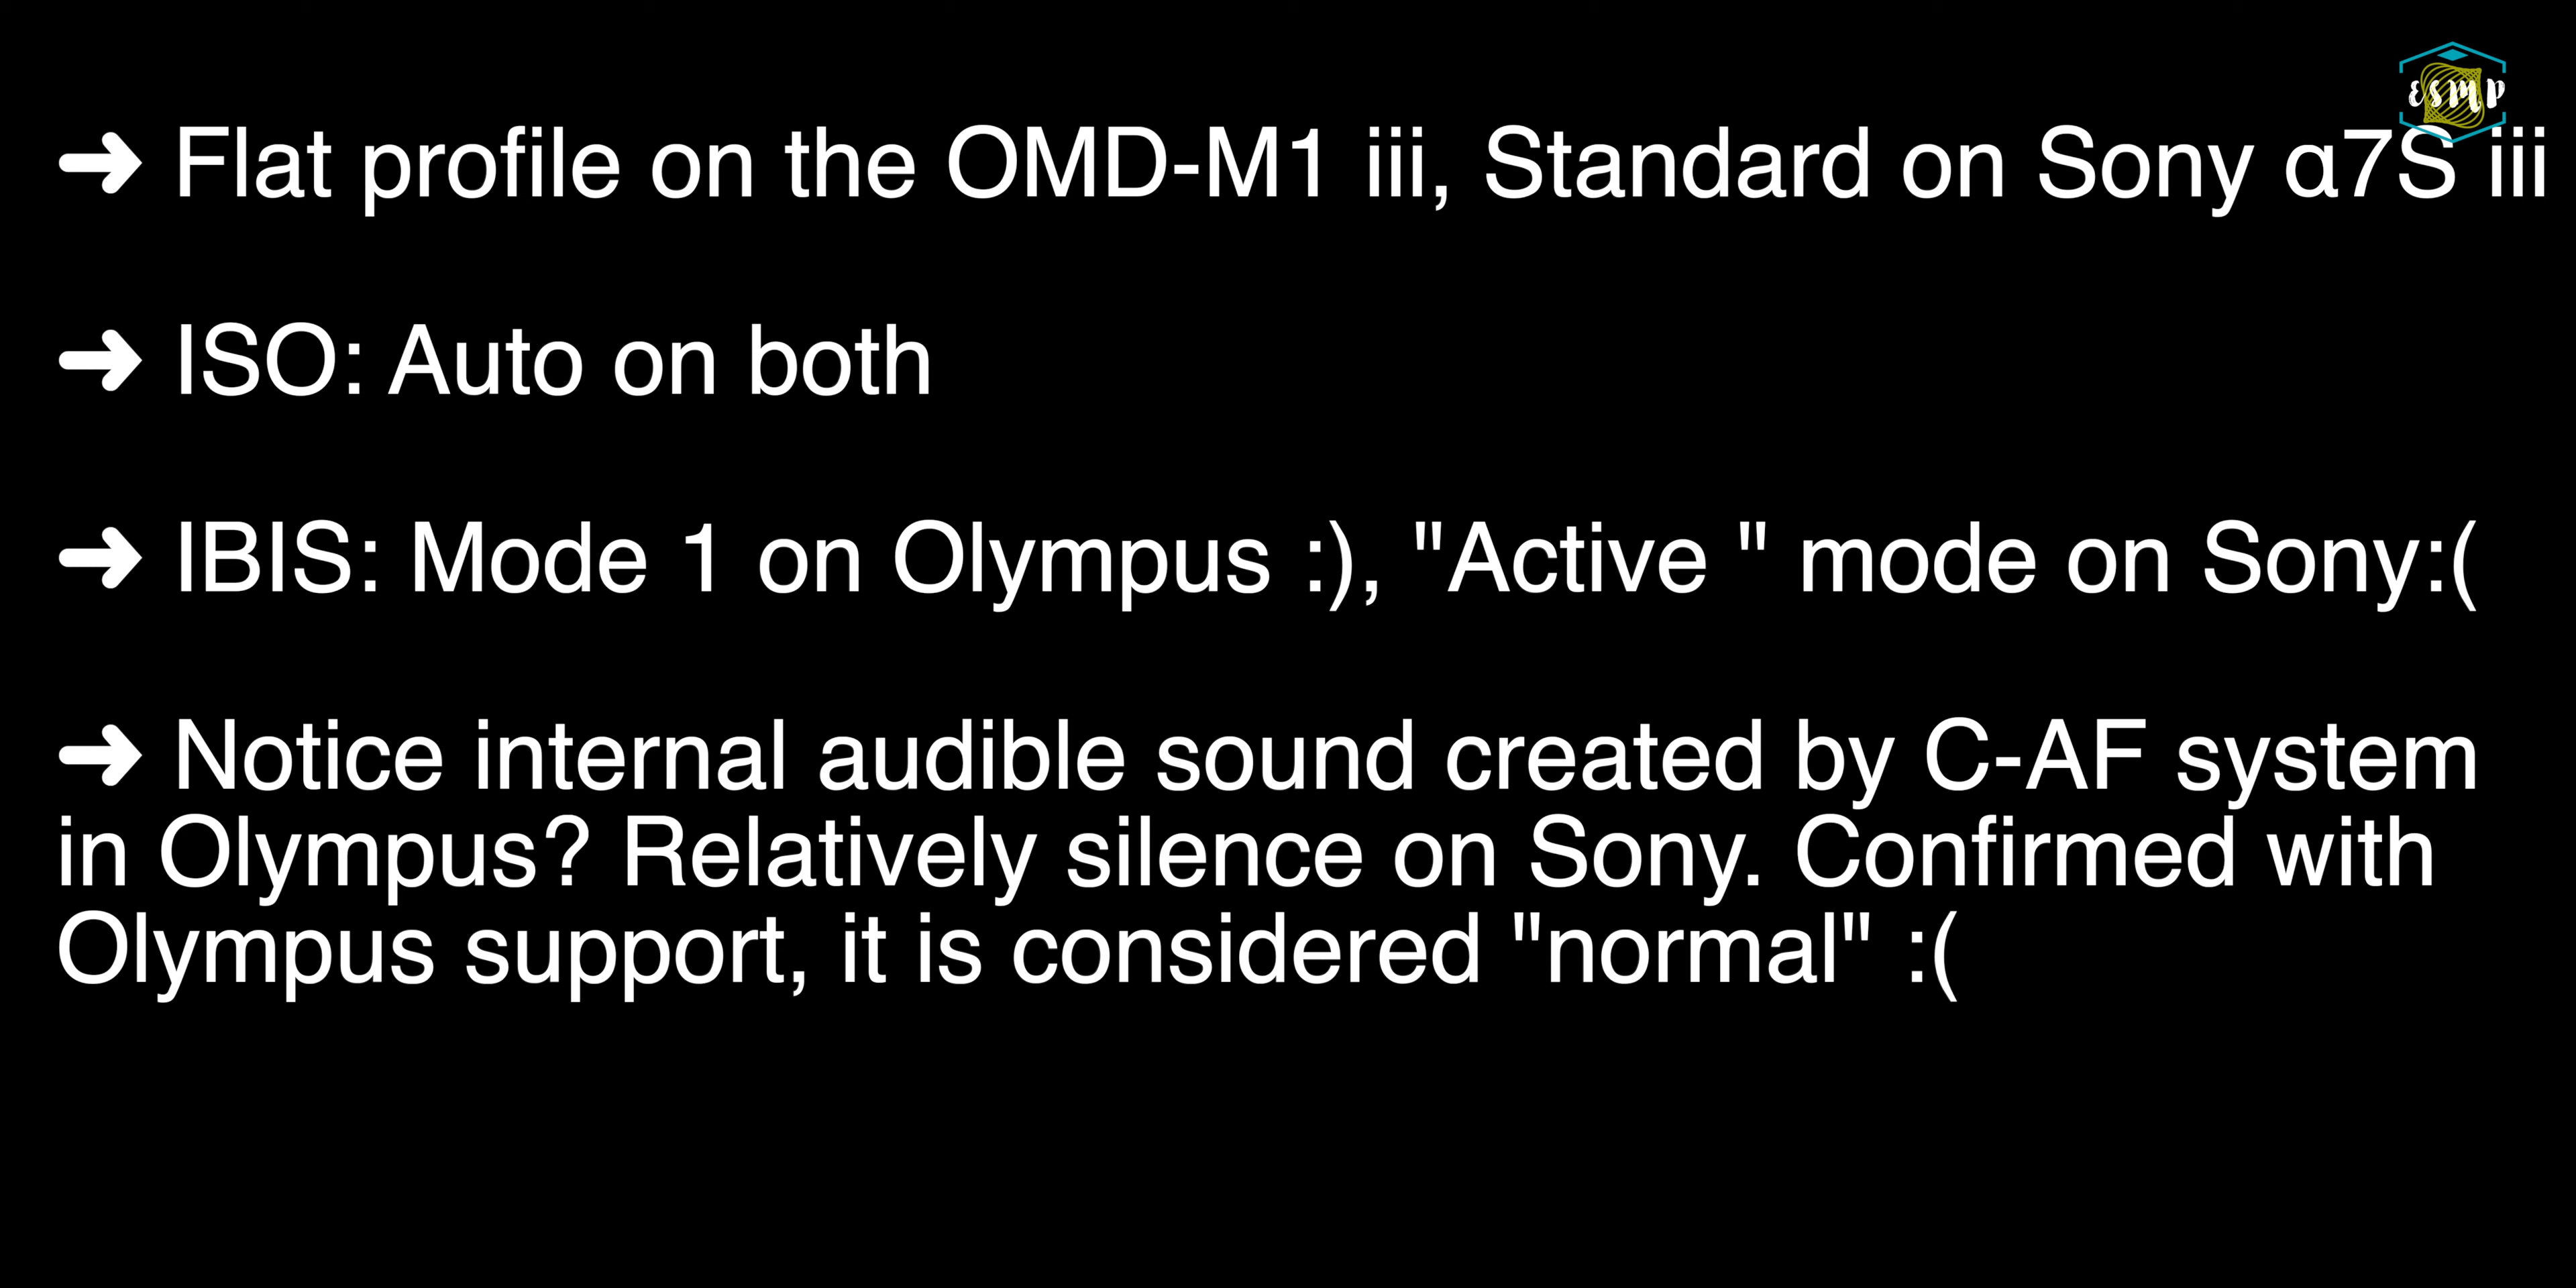 ESMP
➜ Flat profile on the OMD-M1 iii, Standard on Sony α7S iii
➜ ISO: Auto on both
➜ IBIS: Mode 1 on Olympus :), "Active " mode on Sony:(
➜ Notice internal audible sound created by C-AF system
in Olympus? Relatively silence on Sony. Confirmed with
Olympus support, it is considered "normal" :(